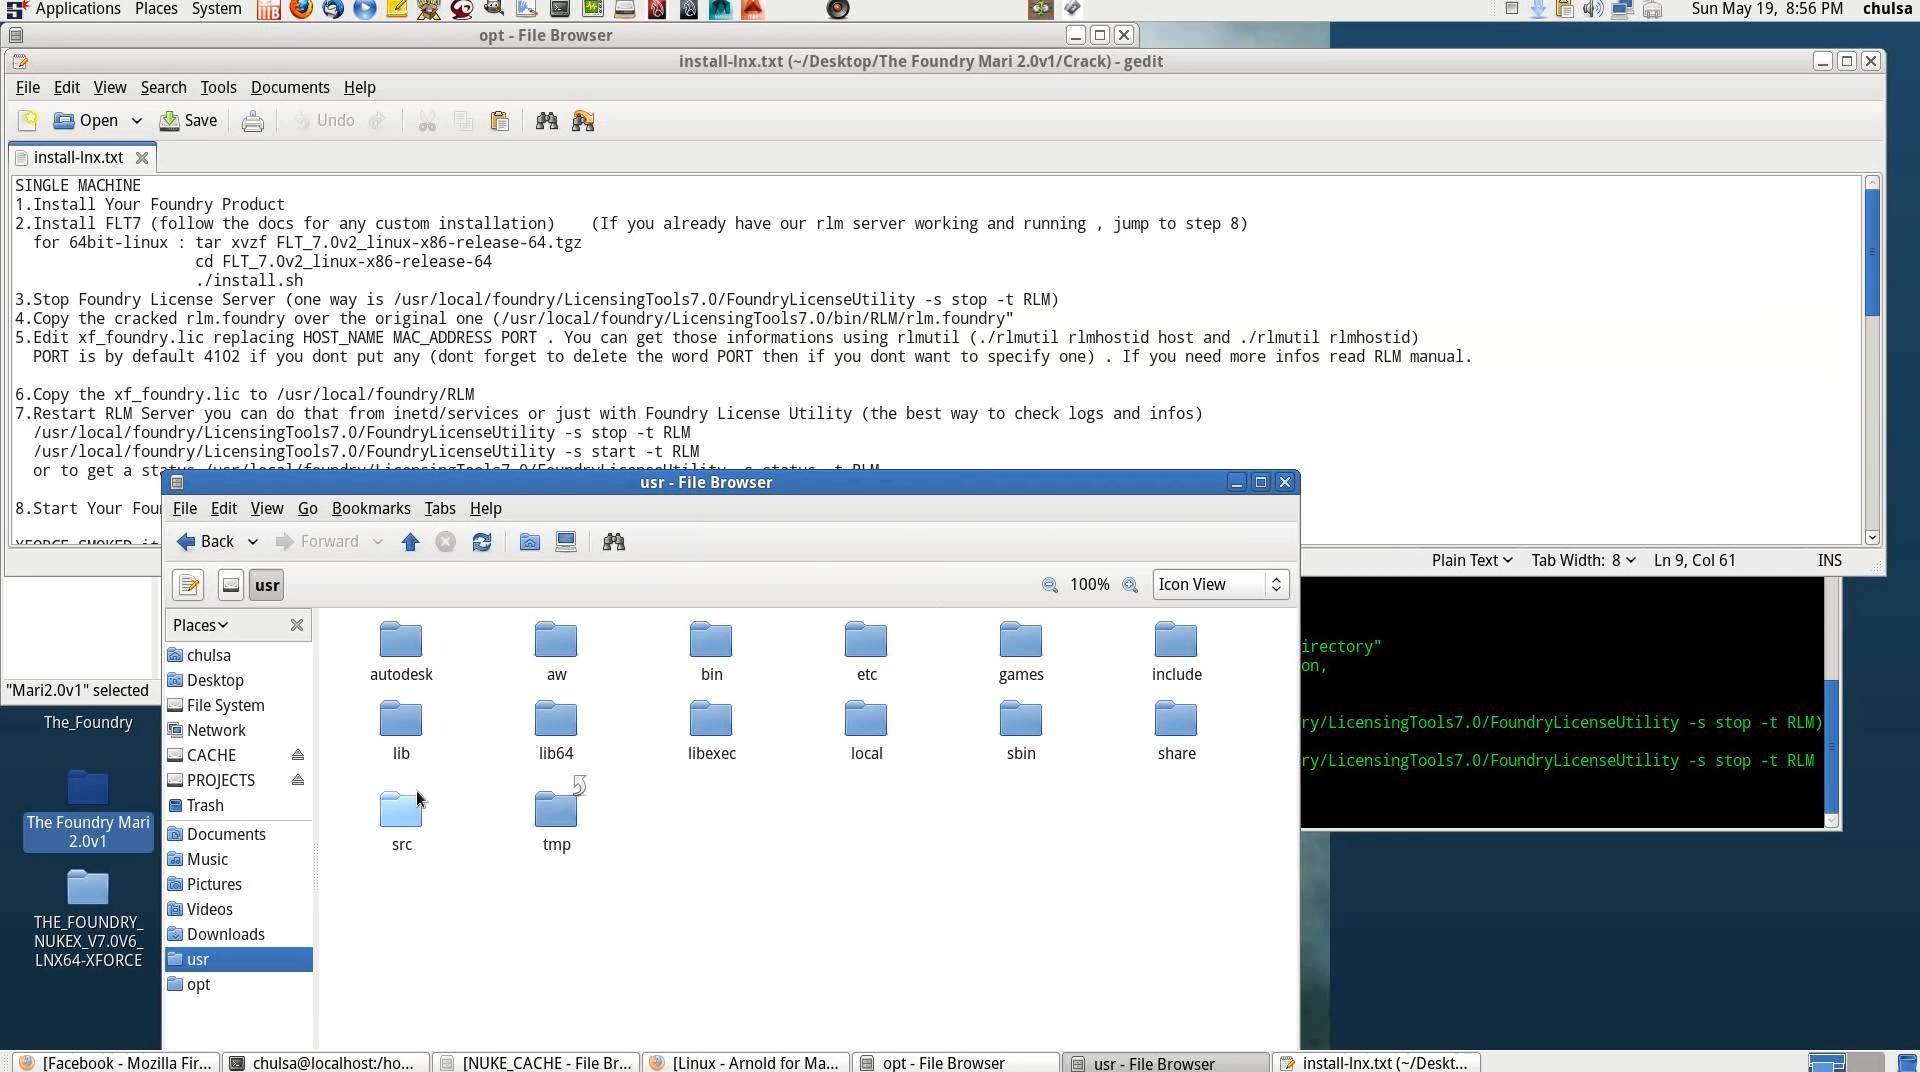 Applications Places System
Sun May 19, 8:56 PM chulsa
opt - File Browser
install-lnx.txt (~/Desktop/The Foundry Mari 2.0v1/Crack) - gedit
File Edit View Search Tools Documents Help
Open Save Undo
install-lnx.txt
SINGLE MACHINE
1.Install Your Foundry Product
2.Install FLT7 (follow the docs for any custom installation) (If you already have our rlm server working and running , jump to step 8)
for 64bit-linux : tar xvzf FLT_7.0v2_linux-x86-release-64.tgz
cd FLT_7.0v2_linux-x86-release-64
./install.sh
3.Stop Foundry License Server (one way is /usr/local/foundry/LicensingTools7.0/FoundryLicenseUtility -s stop -t RLM)
4.Copy the cracked rlm.foundry over the original one (/usr/local/foundry/LicensingTools7.0/bin/RLM/rlm.foundry"
5.Edit xf_foundry.lic replacing HOST_NAME MAC_ADDRESS PORT . You can get those informations using rlmutil (./rlmutil rlmhostid host and ./rlmutil rlmhostid)
PORT is by default 4102 if you dont put any (dont forget to delete the word PORT then if you dont want to specify one) . If you need more infos read RLM manual.
6.Copy the xf_foundry.lic to /usr/local/foundry/RLM
7.Restart RLM Server you can do that from inetd/services or just with Foundry License Utility (the best way to check logs and infos)
/usr/local/foundry/LicensingTools7.0/FoundryLicenseUtility -s stop -t RLM
/usr/local/foundry/LicensingTools7.0/FoundryLicenseUtility -s start -t RLM
or to get a status /usr/local/foundry/LicensingTools7.0/FoundryLicenseUtility -s status -t RLM
8.Start Your Foun
Plain Text Tab Width: 8 Ln 9, Col 61 INS
usr - File Browser
File Edit View Go Bookmarks Tabs Help
Back Forward
usr
100% Icon View
Places
chulsa
Desktop
File System
Network
CACHE
PROJECTS
Trash
Documents
Music
Pictures
Videos
Downloads
usr
opt
autodesk aw bin etc games include
lib lib64 libexec local sbin share
src tmp
irectory"
on,
ry/LicensingTools7.0/FoundryLicenseUtility -s stop -t RLM)
ry/LicensingTools7.0/FoundryLicenseUtility -s stop -t RLM
"Mari2.0v1" selected
The_Foundry
The Foundry Mari
2.0v1
THE_FOUNDRY_
NUKEX_V7.0V6_
LNX64-XFORCE
[Facebook - Mozilla Fir... chulsa@localhost:/ho... [NUKE_CACHE - File Br... [Linux - Arnold for Ma... opt - File Browser usr - File Browser install-lnx.txt (~/Deskt...